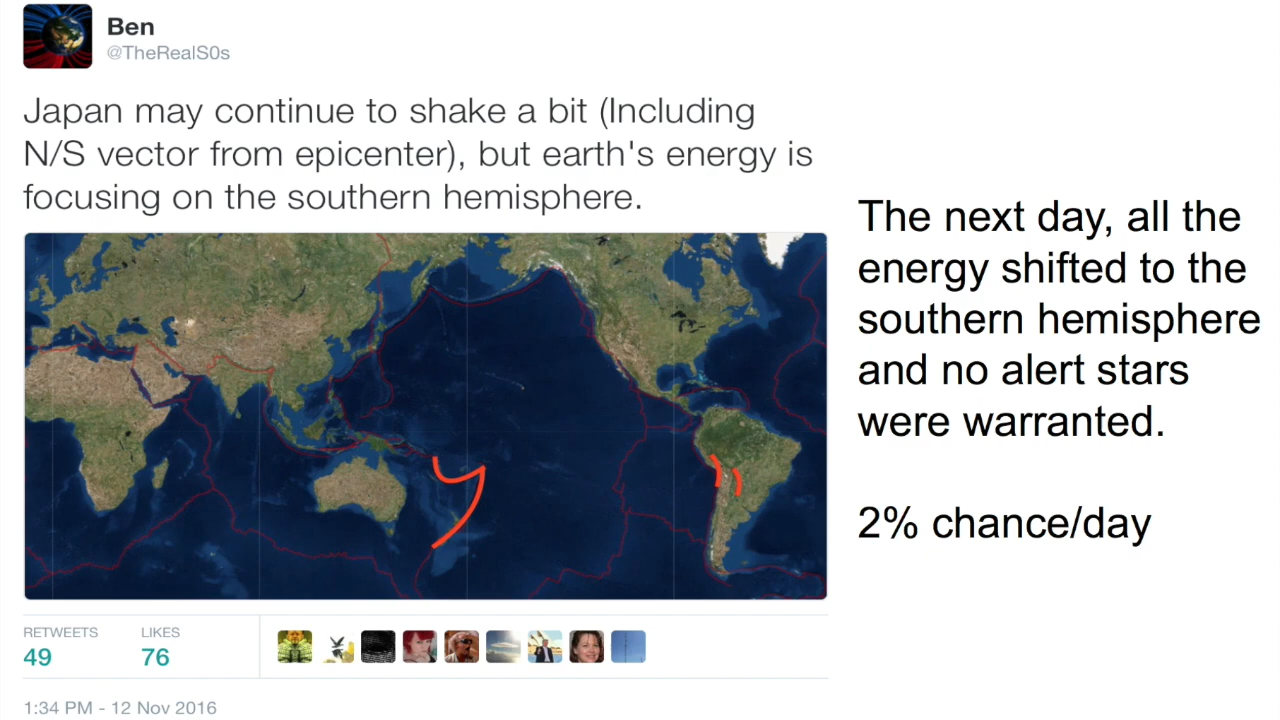 Ben
@TheRealS0s
Japan may continue to shake a bit (Including
N/S vector from epicenter), but earth's energy is
focusing on the southern hemisphere.
The next day, all the
energy shifted to the
southern hemisphere
and no alert stars
were warranted.
2% chance/day
RETWEETS LIKES
49 76
1:34 PM - 12 Nov 2016